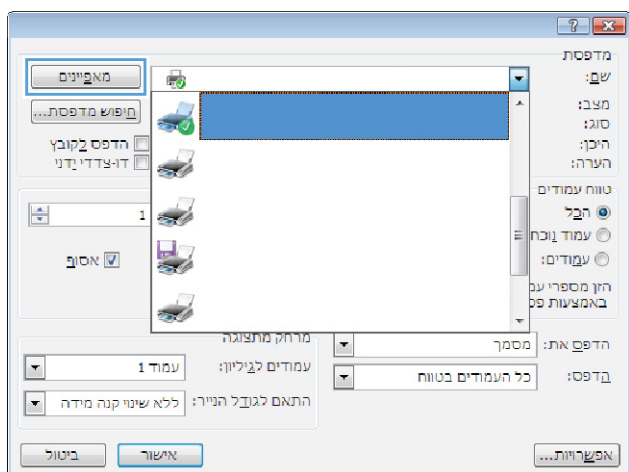 מדפסת
שם:
מאפיינים
מצב:
חיפוש מדפסת...
סוג:
היכן:
הדפס לקובץ
הערה:
דו-צדדי ידני
טווח עמודים
הכל
1
עמוד נוכח
עמודים:
אסוף
הזן מספרי
באמצעות
מרחק מתצוגה
הדפס את: מסמך
עמודים לגיליון: עמוד 1
הדפס: כל העמודים בטווח
התאם לגודל הנייר: ללא שינוי קנה מידה
אפשרויות...
אישור
ביטול